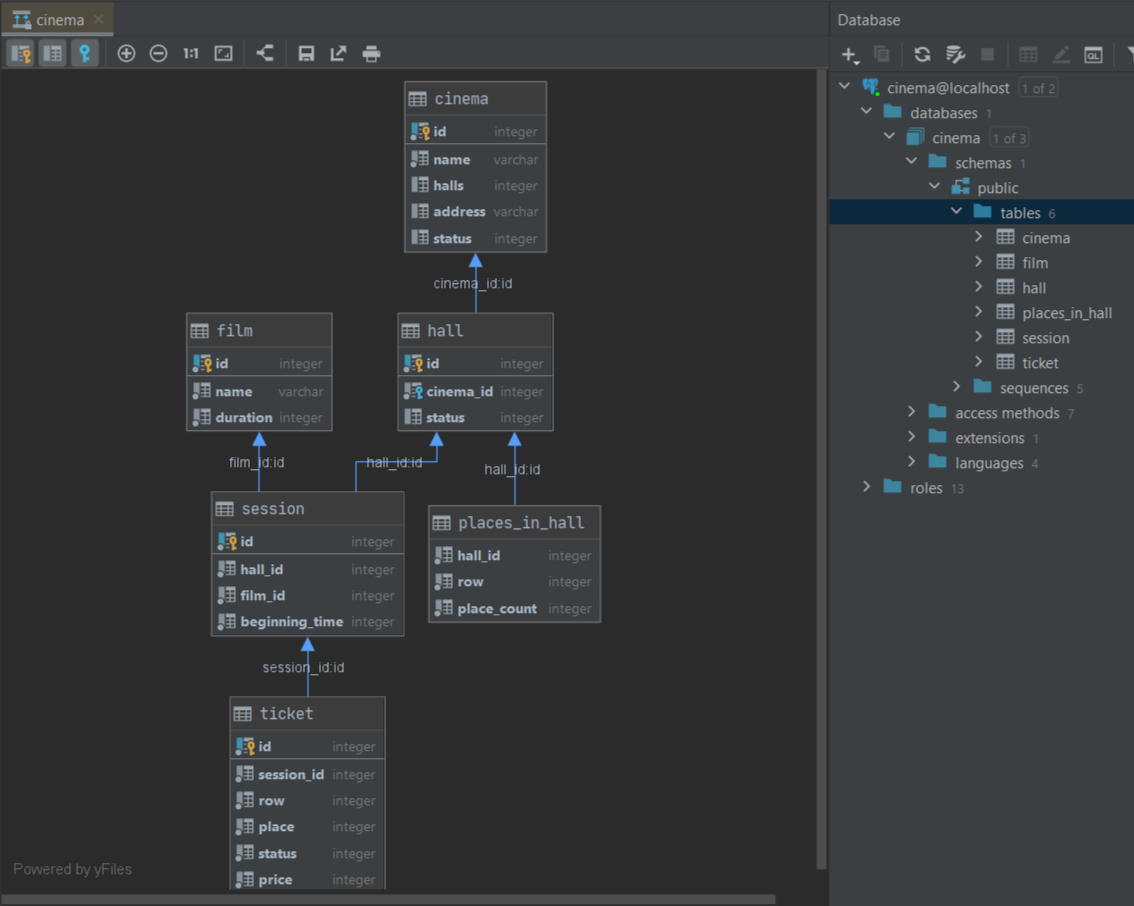 cinema
1:1
cinema
id integer
name varchar
halls integer
address varchar
status integer
cinema_id:id
film
id integer
name varchar
duration integer
hall
id integer
cinema_id integer
status integer
film_id:id
hall_id:id
hall_id:id
session
id integer
hall_id integer
film_id integer
beginning_time integer
places_in_hall
hall_id integer
row integer
place_count integer
session_id:id
ticket
id integer
session_id integer
row integer
place integer
status integer
price integer
Powered by yFiles
Database
QL
cinema@localhost 1 of 2
databases 1
cinema 1 of 3
schemas 1
public
tables 6
cinema
film
hall
places_in_hall
session
ticket
sequences 5
access methods 7
extensions 1
languages 4
roles 13